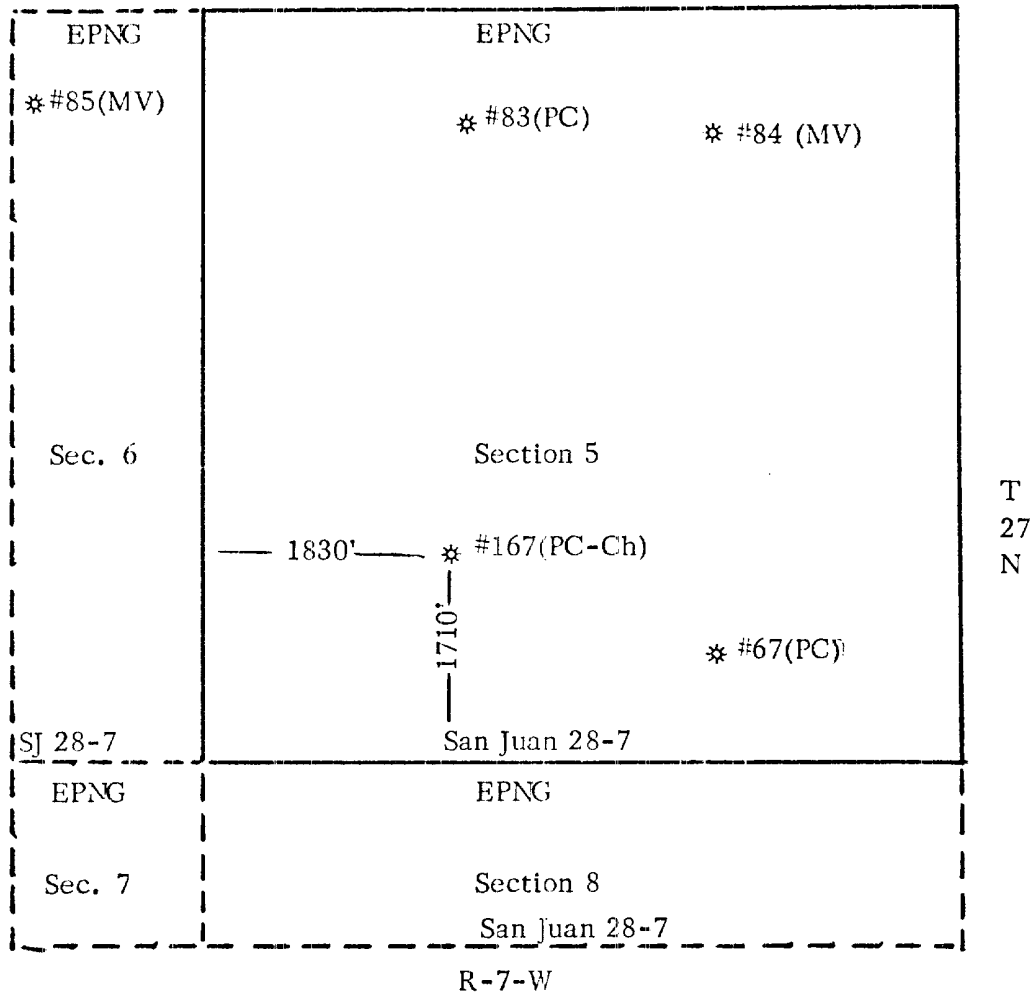 EPNG
EPNG
#85(MV)
#83(PC)
#84 (MV)
Sec. 6
Section 5
T
27
N
1830'
#167(PC-Ch)
1710'
#67(PC)
SJ 28-7
San Juan 28-7
EPNG
EPNG
Sec. 7
Section 8
San Juan 28-7
R-7-W